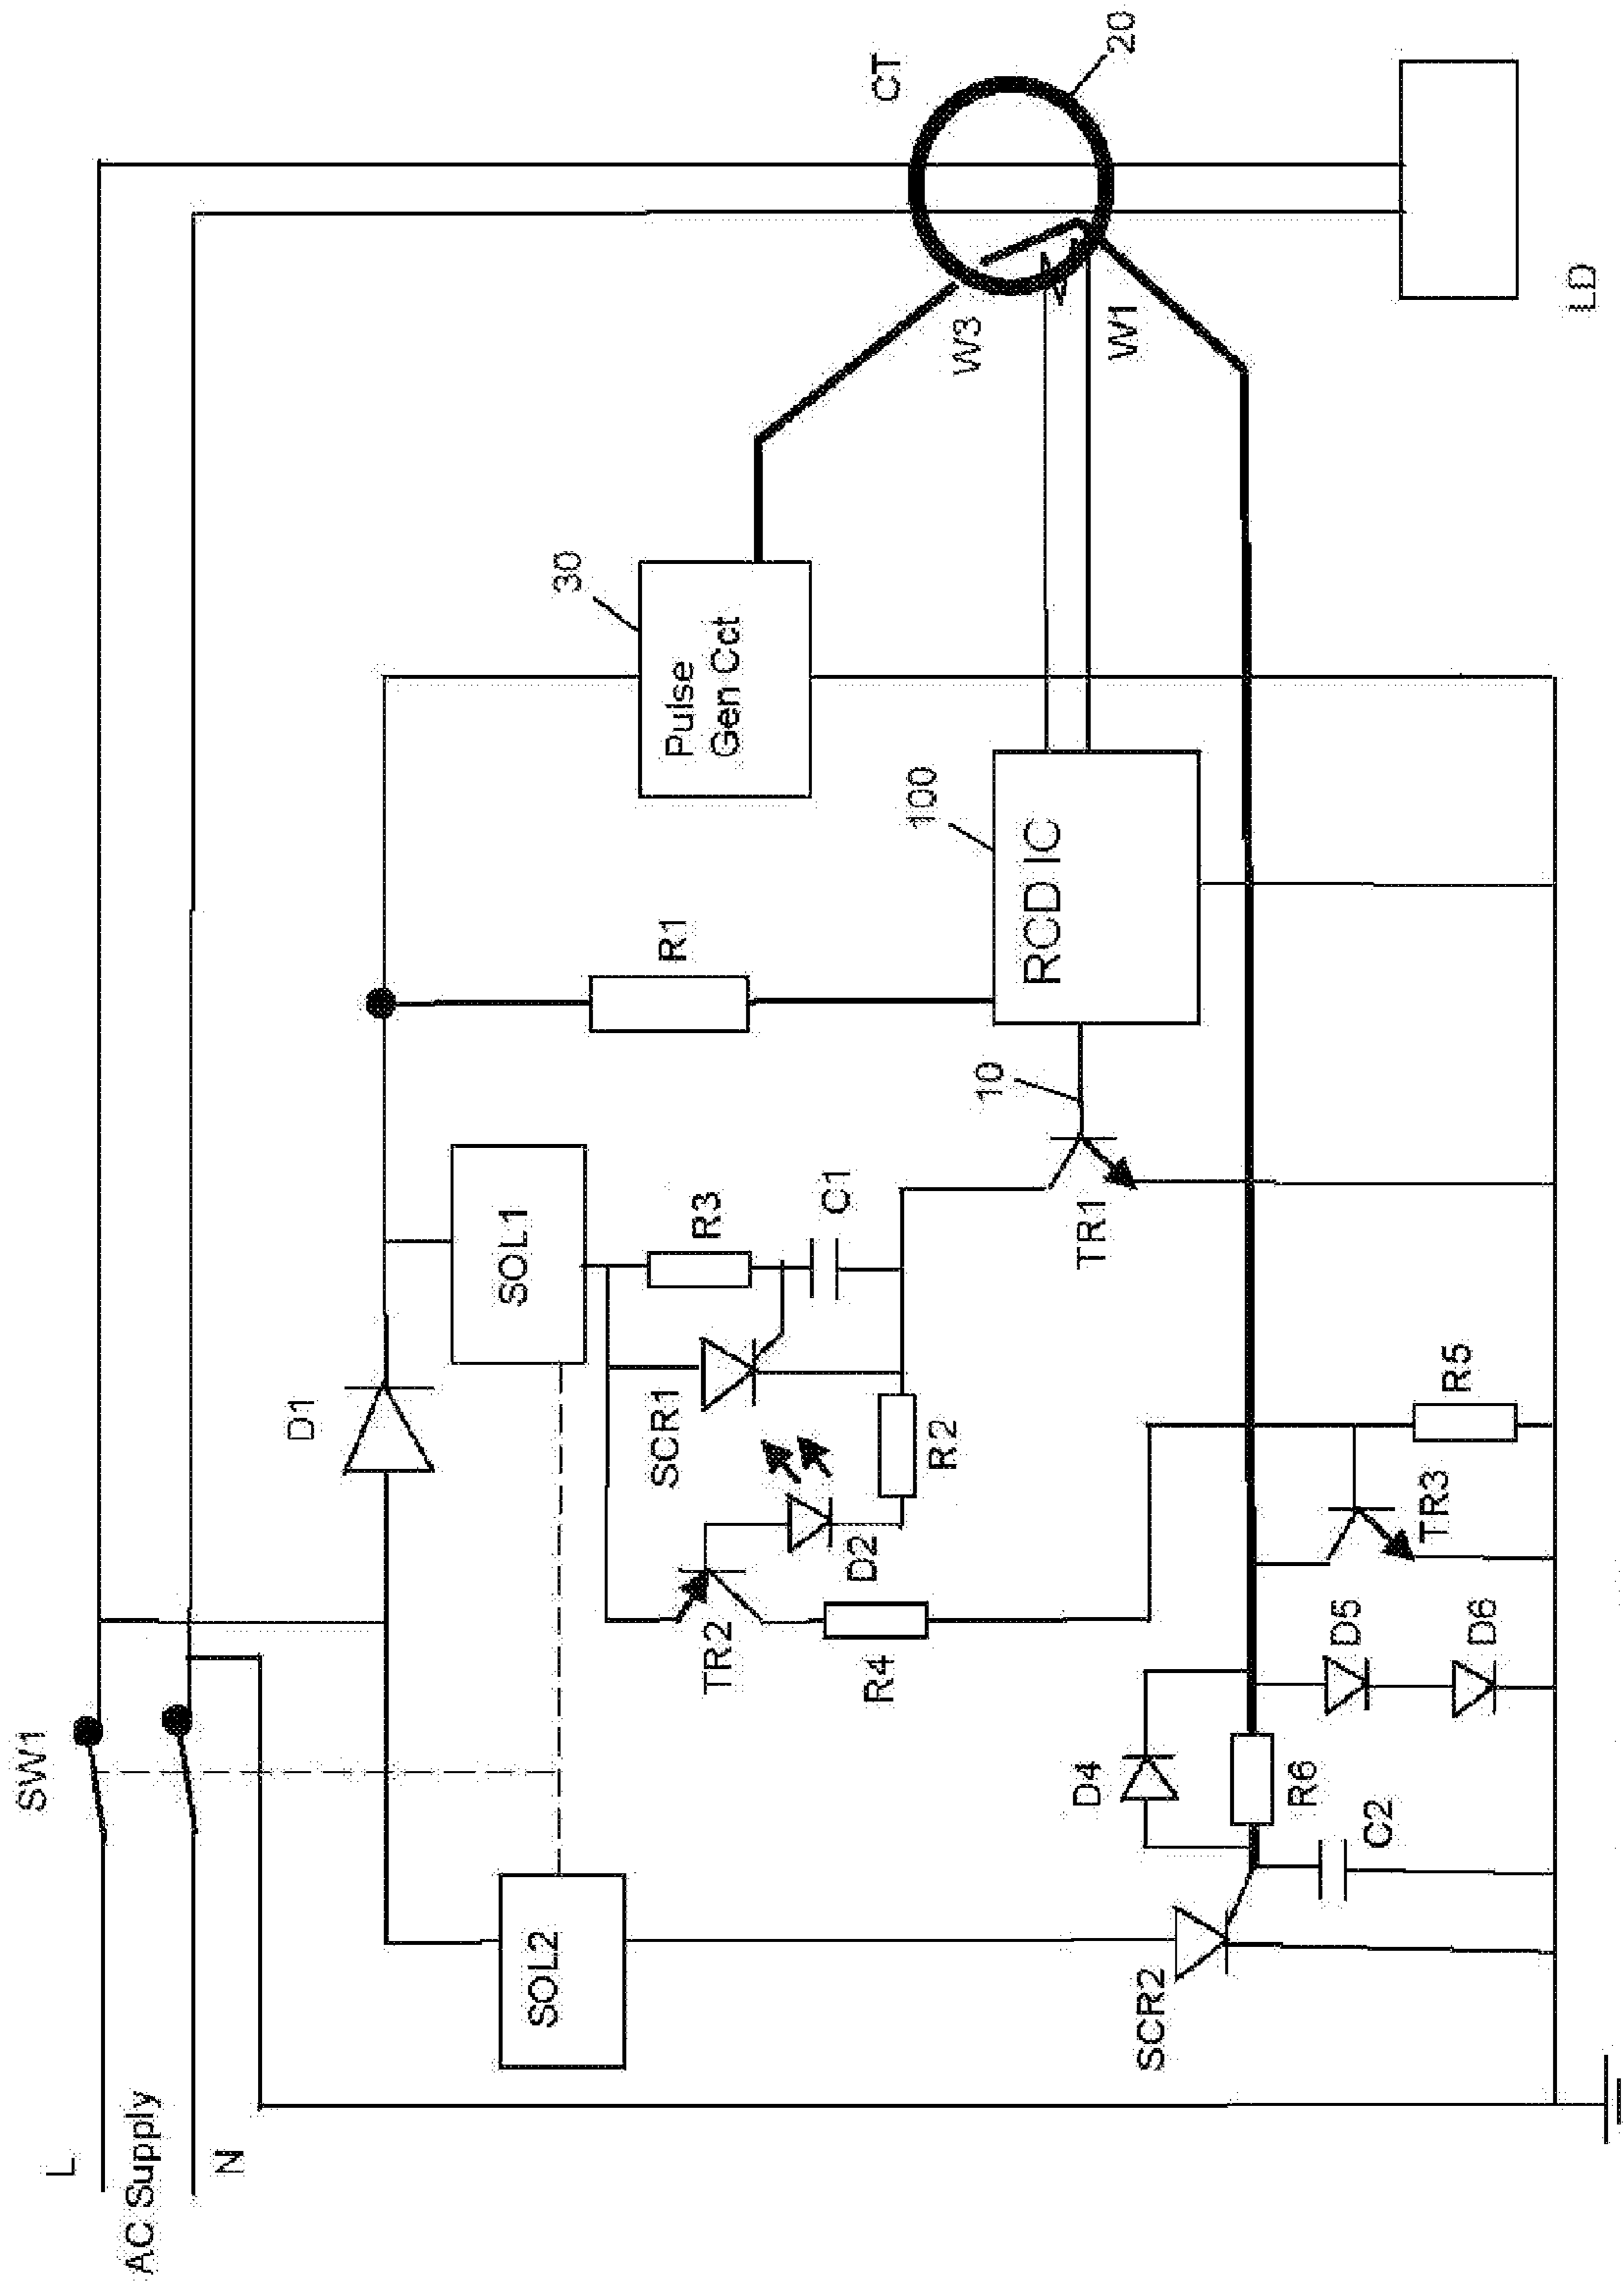 L
AC Supply
N
SW1
D1
SOL1
SOL2
R1
30
Pulse
Gen Cct
CT
20
W3
W1
LD
100
RCD IC
10
TR1
R3
C1
SCR1
R2
D2
TR2
R4
R5
TR3
D5
D6
D4
R6
C2
SCR2